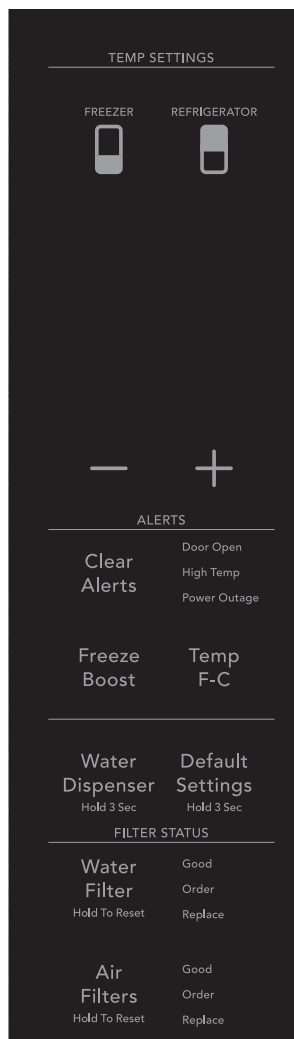 TEMP SETTINGS
FREEZER REFRIGERATOR
− +
ALERTS
Clear
Alerts
Door Open
High Temp
Power Outage
Freeze
Boost
Temp
F-C
Water
Dispenser
Hold 3 Sec
Default
Settings
Hold 3 Sec
FILTER STATUS
Water
Filter
Hold To Reset
Good
Order
Replace
Air
Filters
Hold To Reset
Good
Order
Replace